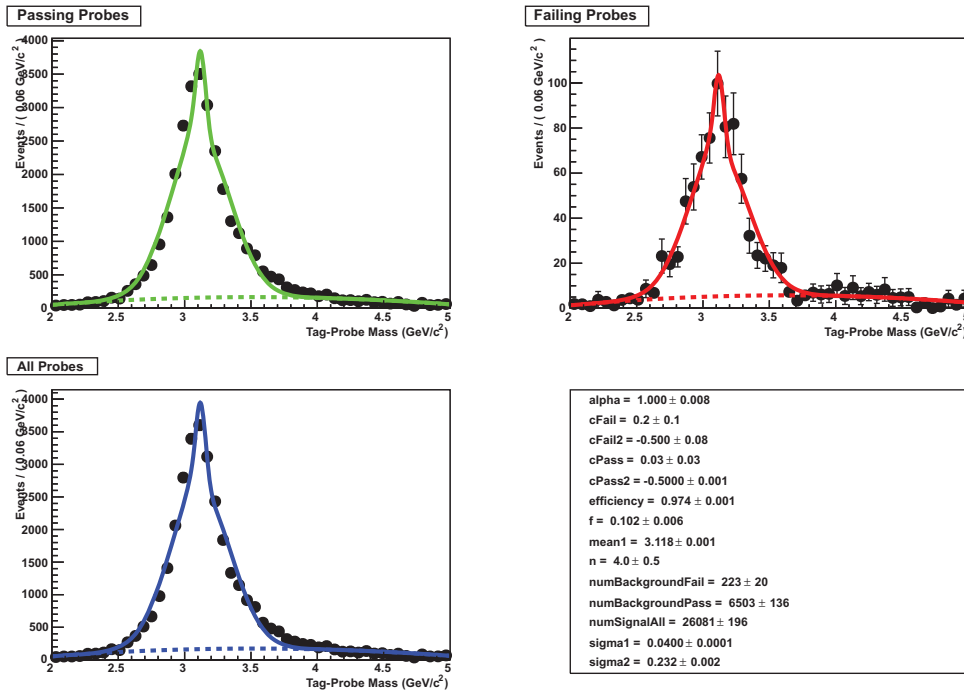 Passing Probes
Events / ( 0.06 GeV/c² )
4000
3500
3000
2500
2000
1500
1000
500
0
2 2.5 3 3.5 4 4.5 5
Tag-Probe Mass (GeV/c²)
Failing Probes
Events / ( 0.06 GeV/c² )
100
80
60
40
20
0
2 2.5 3 3.5 4 4.5 5
Tag-Probe Mass (GeV/c²)
All Probes
Events / ( 0.06 GeV/c² )
4000
3500
3000
2500
2000
1500
1000
500
0
2 2.5 3 3.5 4 4.5 5
Tag-Probe Mass (GeV/c²)
alpha = 1.000 ± 0.008
cFail = 0.2 ± 0.1
cFail2 = -0.500 ± 0.08
cPass = 0.03 ± 0.03
cPass2 = -0.5000 ± 0.001
efficiency = 0.974 ± 0.001
f = 0.102 ± 0.006
mean1 = 3.118 ± 0.001
n = 4.0 ± 0.5
numBackgroundFail = 223 ± 20
numBackgroundPass = 6503 ± 136
numSignalAll = 26081 ± 196
sigma1 = 0.0400 ± 0.0001
sigma2 = 0.232 ± 0.002